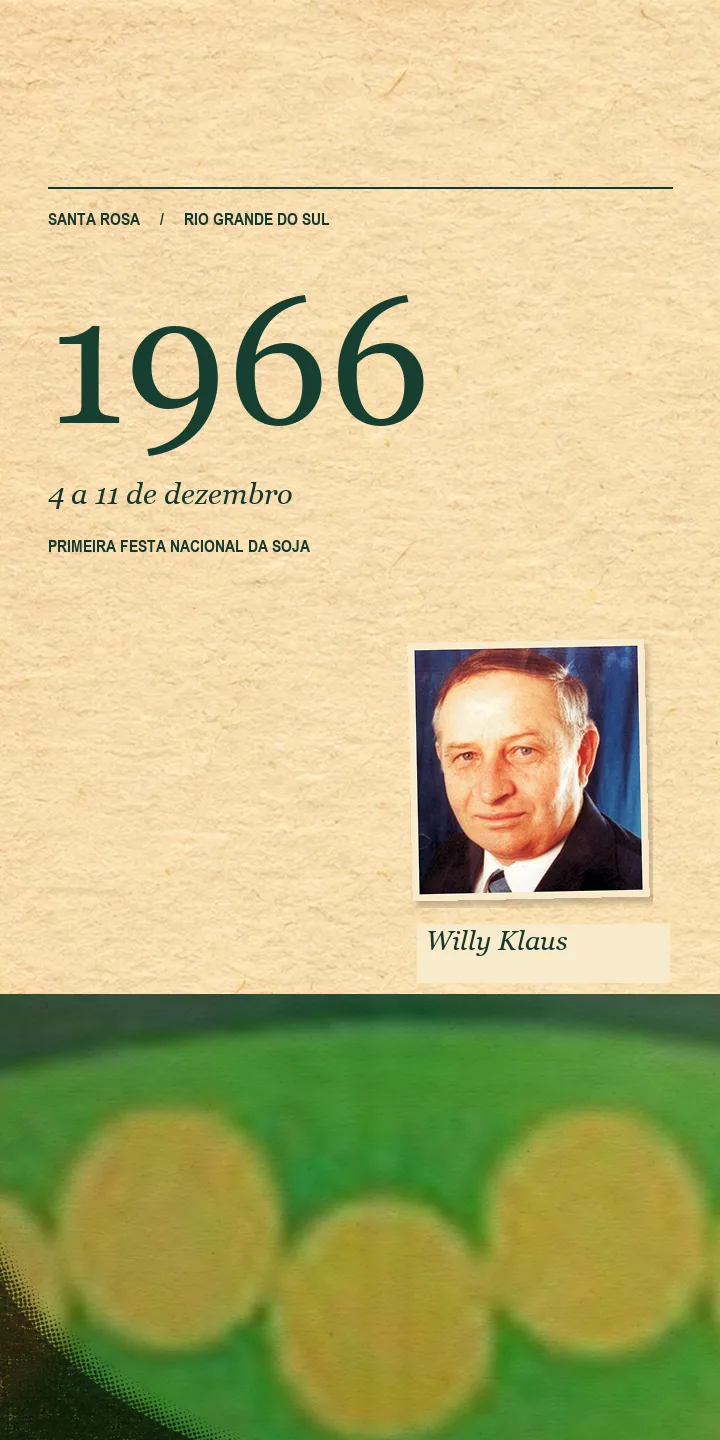 SANTA ROSA / RIO GRANDE DO SUL
1966
4 a 11 de dezembro
PRIMEIRA FESTA NACIONAL DA SOJA
Willy Klaus